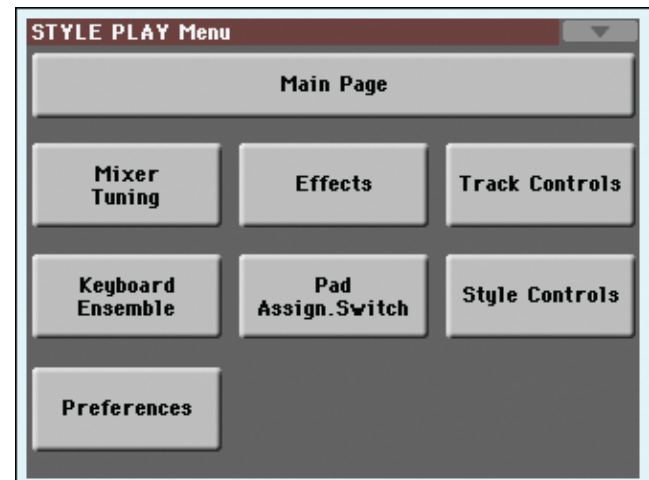 STYLE PLAY Menu
Main Page
Mixer
Tuning
Effects
Track Controls
Keyboard
Ensemble
Pad
Assign.Switch
Style Controls
Preferences